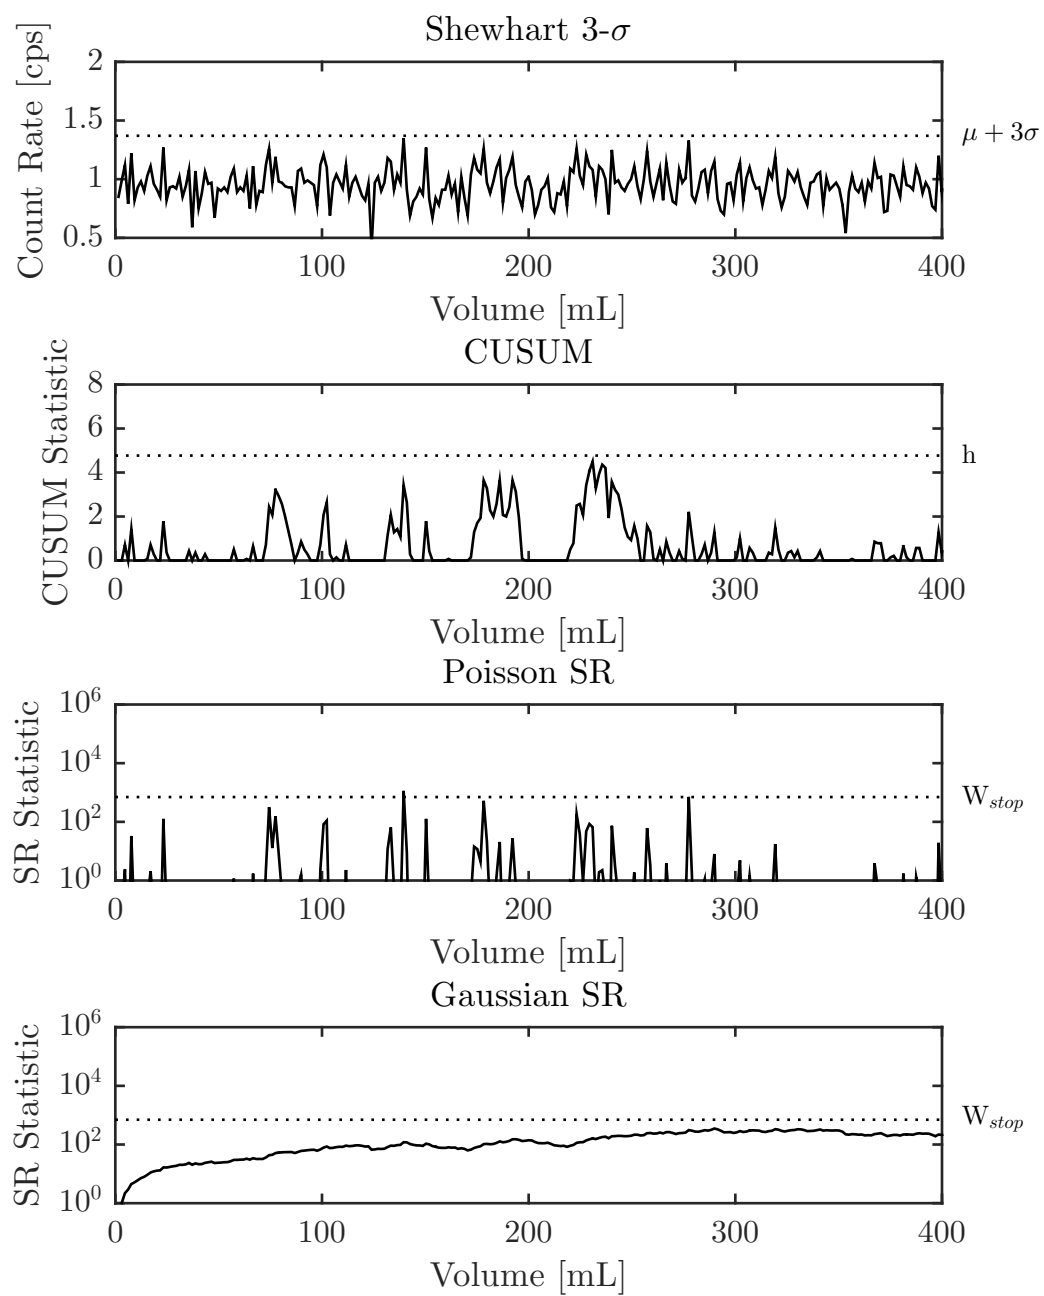 Shewhart 3-σ
Count Rate [cps]
2
1.5
1
0.5
μ + 3σ
0 100 200 300 400
Volume [mL]
CUSUM
CUSUM Statistic
8
6
4
2
0
h
0 100 200 300 400
Volume [mL]
Poisson SR
SR Statistic
10^6
10^4
10^2
10^0
W_stop
0 100 200 300 400
Volume [mL]
Gaussian SR
SR Statistic
10^6
10^4
10^2
10^0
W_stop
0 100 200 300 400
Volume [mL]